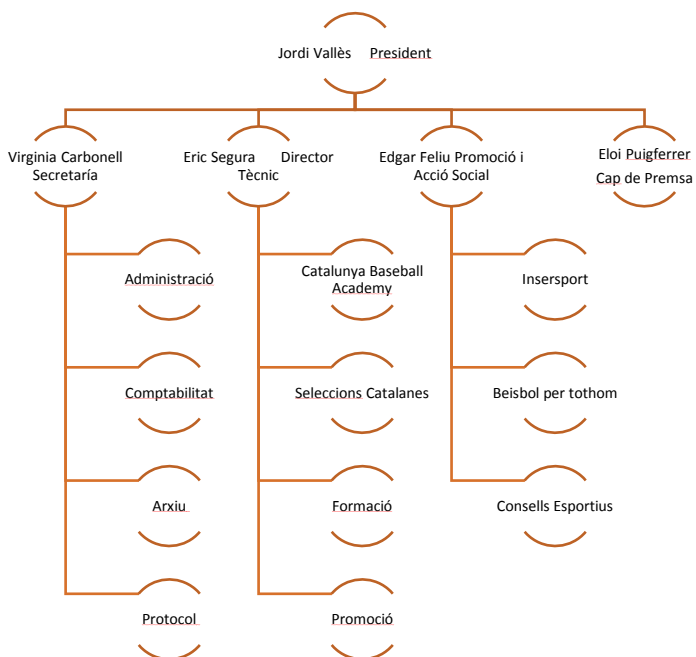 Jordi Vallès President
Virginia Carbonell
Secretaría
Eric Segura Director
Tècnic
Edgar Feliu Promoció i
Acció Social
Eloi Puigferrer
Cap de Premsa
Administració
Catalunya Baseball
Academy
Insersport
Comptabilitat
Seleccions Catalanes
Beisbol per tothom
Arxiu
Formació
Consells Esportius
Protocol
Promoció